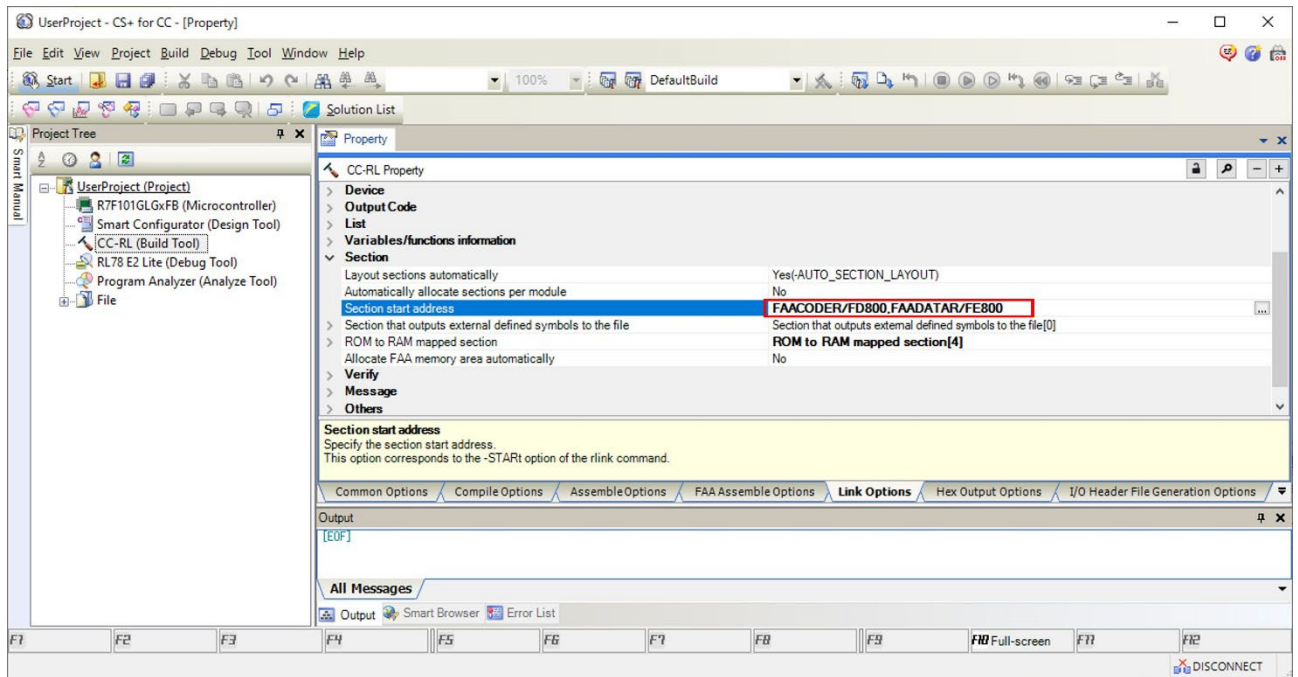 UserProject - CS+ for CC - [Property]
File Edit View Project Build Debug Tool Window Help
Start 100% DefaultBuild
Solution List
Smart Manual
Project Tree
UserProject (Project)
R7F101GLGxFB (Microcontroller)
Smart Configurator (Design Tool)
CC-RL (Build Tool)
RL78 E2 Lite (Debug Tool)
Program Analyzer (Analyze Tool)
File
Property
CC-RL Property
Device
Output Code
List
Variables/functions information
Section
Layout sections automatically Yes(-AUTO_SECTION_LAYOUT)
Automatically allocate sections per module No
Section start address FAACODER/FD800,FAADATAR/FE800 ...
Section that outputs external defined symbols to the file Section that outputs external defined symbols to the file[0]
ROM to RAM mapped section ROM to RAM mapped section[4]
Allocate FAA memory area automatically No
Verify
Message
Others
Section start address
Specify the section start address.
This option corresponds to the -STARt option of the rlink command.
Common Options Compile Options Assemble Options FAA Assemble Options Link Options Hex Output Options I/O Header File Generation Options
Output
[EOF]
All Messages
Output Smart Browser Error List
F1 F2 F3 F4 F5 F6 F7 F8 F9 F10 Full-screen F11 F12
DISCONNECT